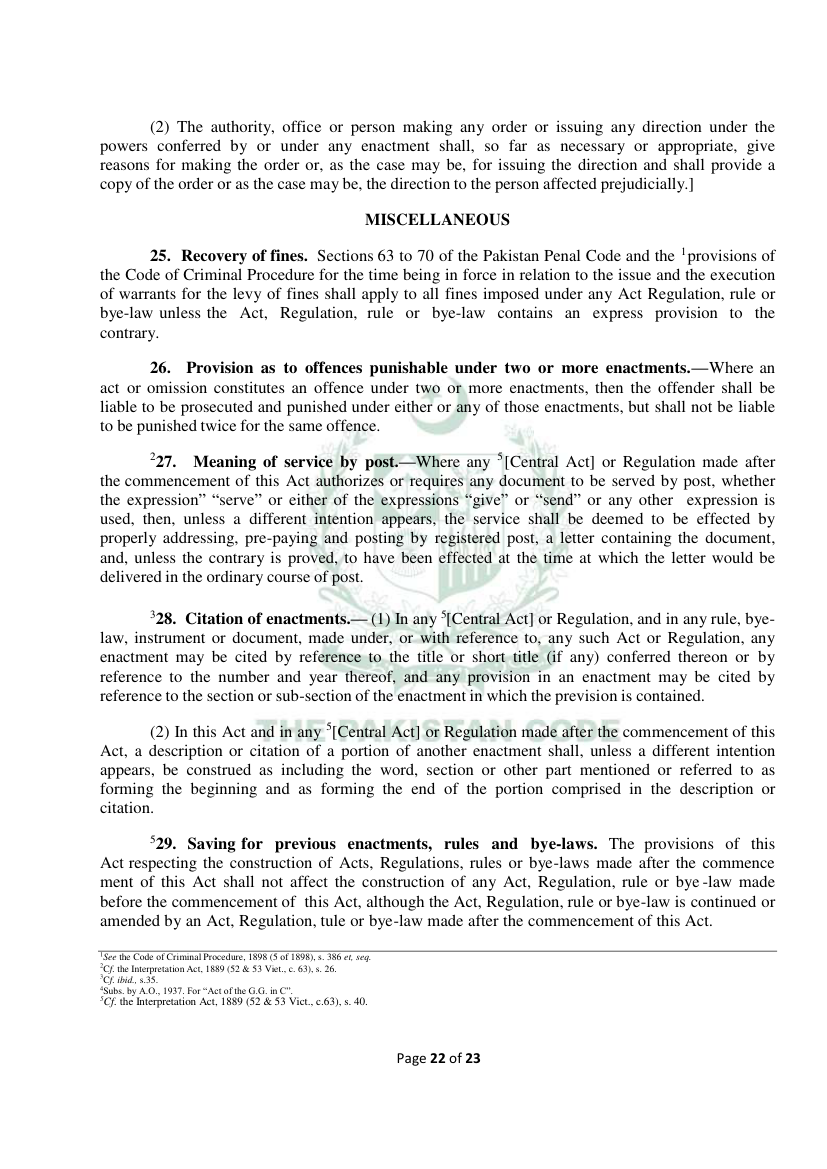 (2) The authority, office or person making any order or issuing any direction under the
powers conferred by or under any enactment shall, so far as necessary or appropriate, give
reasons for making the order or, as the case may be, for issuing the direction and shall provide a
copy of the order or as the case may be, the direction to the person affected prejudicially.]
MISCELLANEOUS
25. Recovery of fines. Sections 63 to 70 of the Pakistan Penal Code and the 1provisions of
the Code of Criminal Procedure for the time being in force in relation to the issue and the execution
of warrants for the levy of fines shall apply to all fines imposed under any Act Regulation, rule or
bye-law unless the Act, Regulation, rule or bye-law contains an express provision to the
contrary.
26. Provision as to offences punishable under two or more enactments.—Where an
act or omission constitutes an offence under two or more enactments, then the offender shall be
liable to be prosecuted and punished under either or any of those enactments, but shall not be liable
to be punished twice for the same offence.
227. Meaning of service by post.—Where any 5[Central Act] or Regulation made after
the commencement of this Act authorizes or requires any document to be served by post, whether
the expression” “serve” or either of the expressions “give” or “send” or any other expression is
used, then, unless a different intention appears, the service shall be deemed to be effected by
properly addressing, pre-paying and posting by registered post, a letter containing the document,
and, unless the contrary is proved, to have been effected at the time at which the letter would be
delivered in the ordinary course of post.
328. Citation of enactments.— (1) In any 5[Central Act] or Regulation, and in any rule, bye-
law, instrument or document, made under, or with reference to, any such Act or Regulation, any
enactment may be cited by reference to the title or short title (if any) conferred thereon or by
reference to the number and year thereof, and any provision in an enactment may be cited by
reference to the section or sub-section of the enactment in which the prevision is contained.
THE PAKISTAN CODE
(2) In this Act and in any 5[Central Act] or Regulation made after the commencement of this
Act, a description or citation of a portion of another enactment shall, unless a different intention
appears, be construed as including the word, section or other part mentioned or referred to as
forming the beginning and as forming the end of the portion comprised in the description or
citation.
529. Saving for previous enactments, rules and bye-laws. The provisions of this
Act respecting the construction of Acts, Regulations, rules or bye-laws made after the commence
ment of this Act shall not affect the construction of any Act, Regulation, rule or bye -law made
before the commencement of this Act, although the Act, Regulation, rule or bye-law is continued or
amended by an Act, Regulation, tule or bye-law made after the commencement of this Act.
1See the Code of Criminal Procedure, 1898 (5 of 1898), s. 386 et, seq.
2Cf. the Interpretation Act, 1889 (52 & 53 Viet., c. 63), s. 26.
3Cf. ibid., s.35.
4Subs. by A.O., 1937. For “Act of the G.G. in C”.
5Cf. the Interpretation Act, 1889 (52 & 53 Vict., c.63), s. 40.
Page 22 of 23